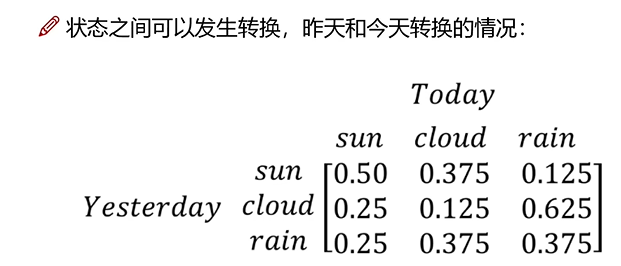 状态之间可以发生转换，昨天和今天转换的情况：
Today
sun cloud rain
sun 0.50 0.375 0.125
Yesterday cloud 0.25 0.125 0.625
rain 0.25 0.375 0.375